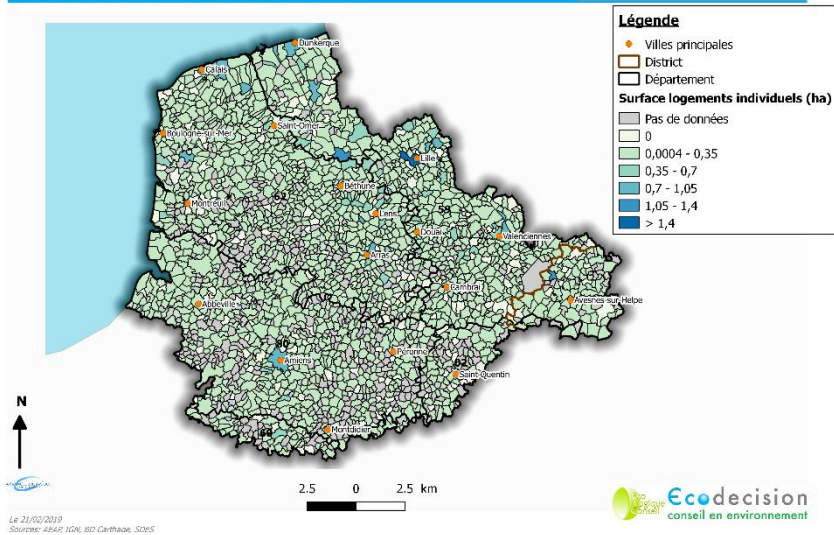 Légende
Villes principales
District
Département
Surface logements individuels (ha)
Pas de données
0
0,0004 - 0,35
0,35 - 0,7
0,7 - 1,05
1,05 - 1,4
> 1,4
Dunkerque
Calais
Saint-Omer
Boulogne-sur-Mer
Lille
Béthune
Montreuil
62
Lens
59
Douai
Valenciennes
Arras
Cambrai
Avesnes-sur-Helpe
Abbeville
80
Amiens
Péronne
Saint-Quentin
Montdidier
N
2.5 0 2.5 km
Ecodecision
conseil en environnement
Le 21/02/2019
Sources: AEAP, IGN, BD Carthage, SDES